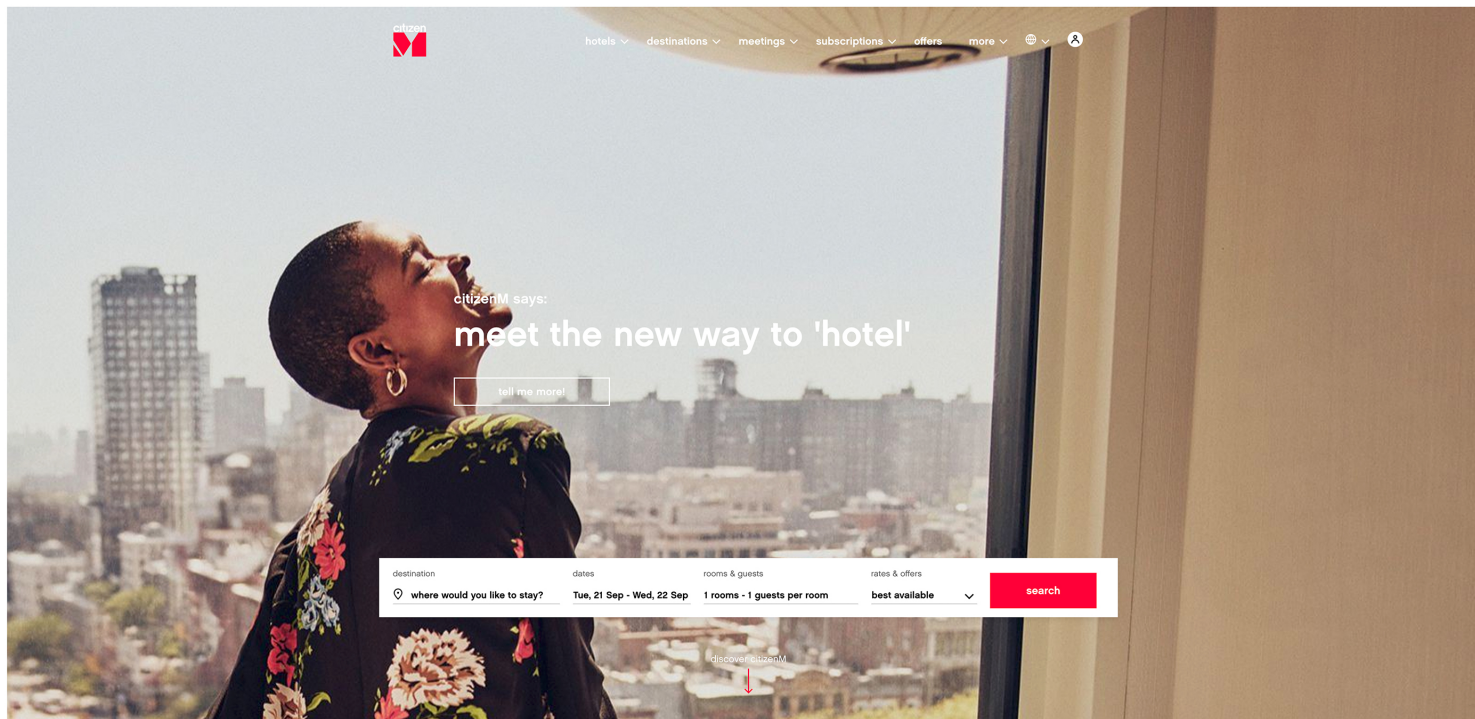 citizen
M
hotels destinations meetings subscriptions offers more
citizenM says:
meet the new way to 'hotel'
tell me more!
destination dates rooms & guests rates & offers
where would you like to stay? Tue, 21 Sep - Wed, 22 Sep 1 rooms - 1 guests per room best available
search
discover citizenM